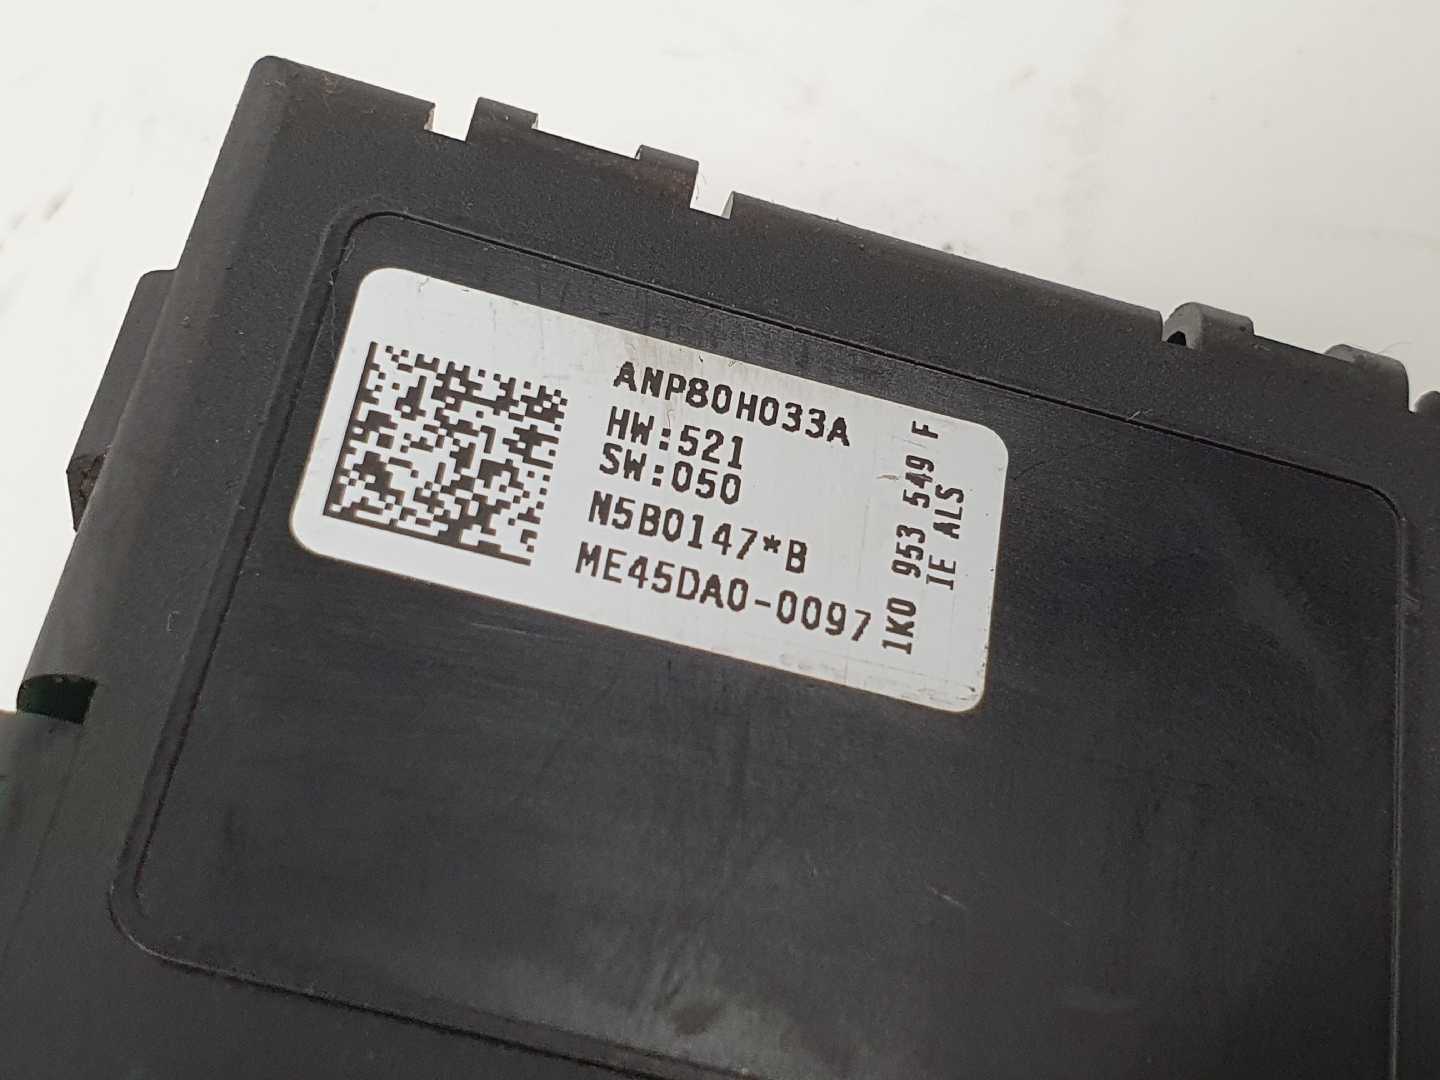 ANP80H033A
HW:521
SW:050
N5B0147*B
ME45DA0-0097
1K0 953 549 F
IE ALS